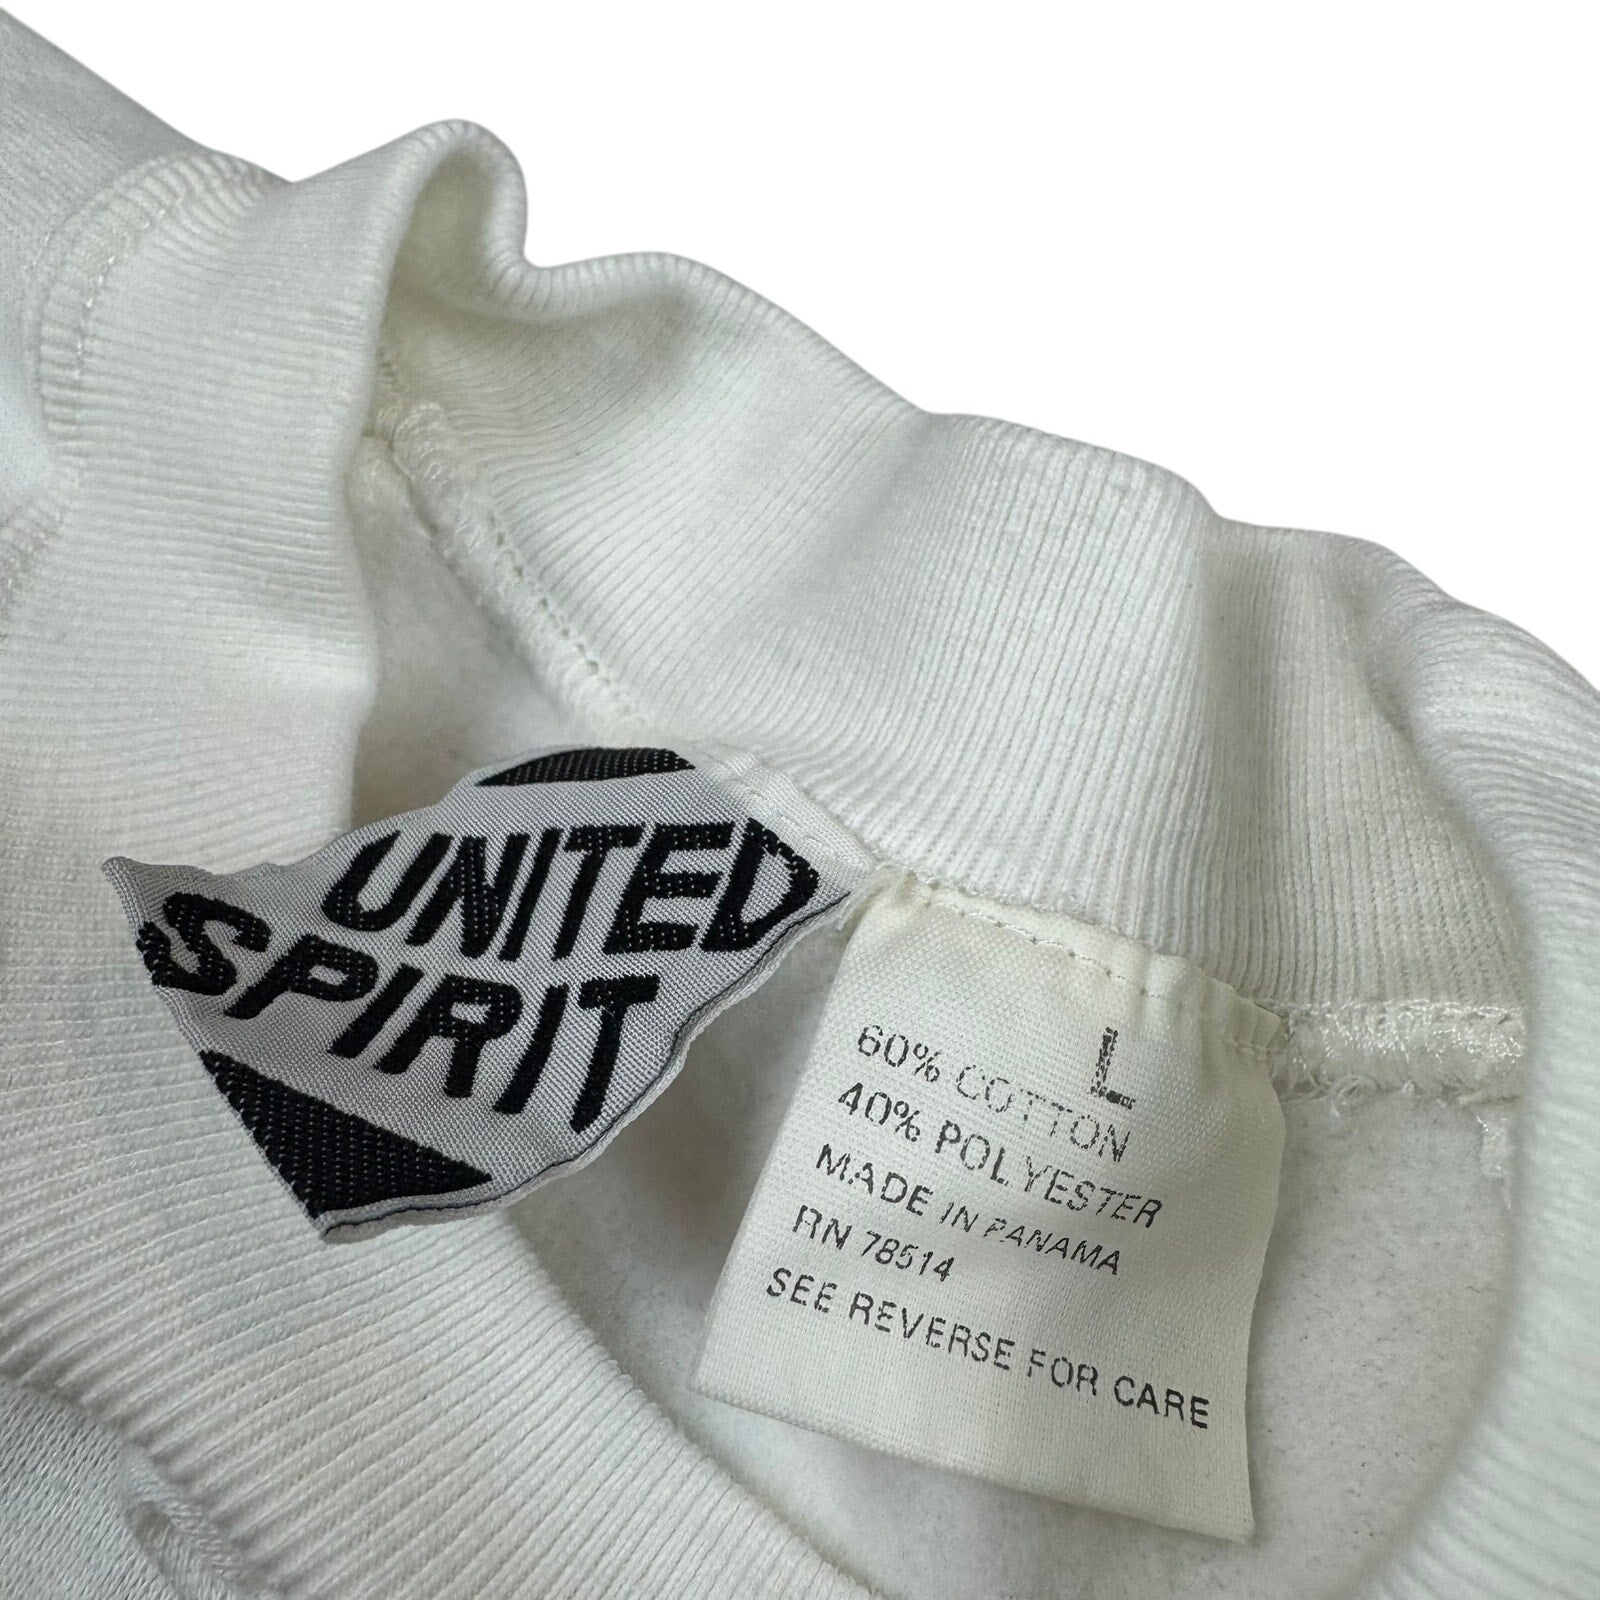 UNITED
SPIRIT
L
60% COTTON
40% POLYESTER
MADE IN PANAMA
RN 78514
SEE REVERSE FOR CARE